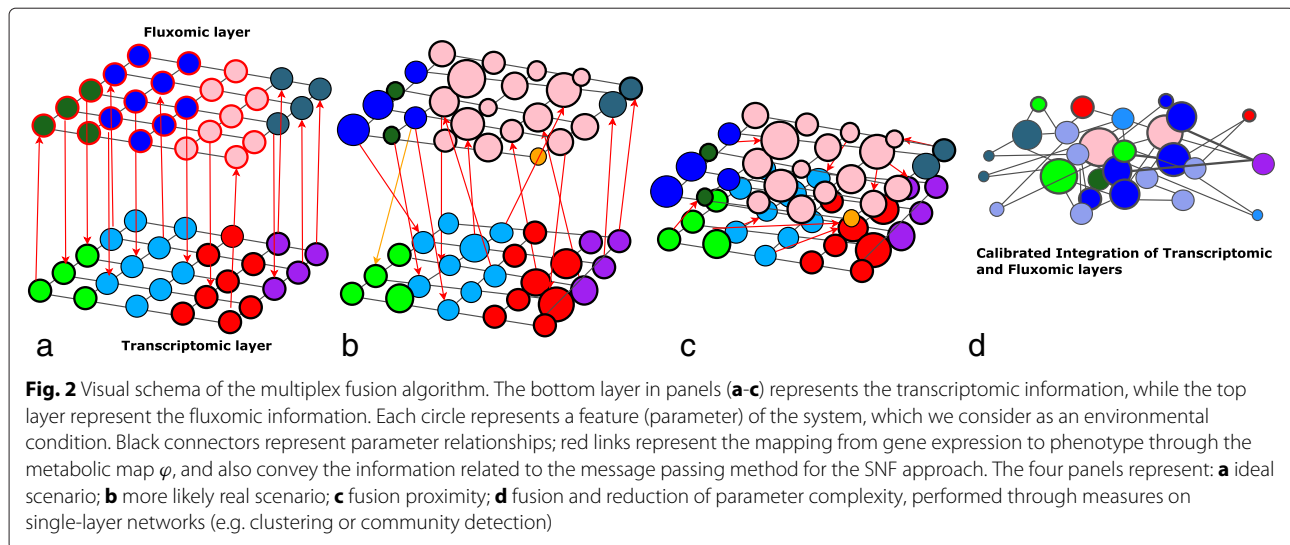 Fluxomic layer
Calibrated Integration of Transcriptomic
and Fluxomic layers
Transcriptomic layer
a
b
c
d
Fig. 2 Visual schema of the multiplex fusion algorithm. The bottom layer in panels (a-c) represents the transcriptomic information, while the top
layer represent the fluxomic information. Each circle represents a feature (parameter) of the system, which we consider as an environmental
condition. Black connectors represent parameter relationships; red links represent the mapping from gene expression to phenotype through the
metabolic map φ, and also convey the information related to the message passing method for the SNF approach. The four panels represent: a ideal
scenario; b more likely real scenario; c fusion proximity; d fusion and reduction of parameter complexity, performed through measures on
single-layer networks (e.g. clustering or community detection)